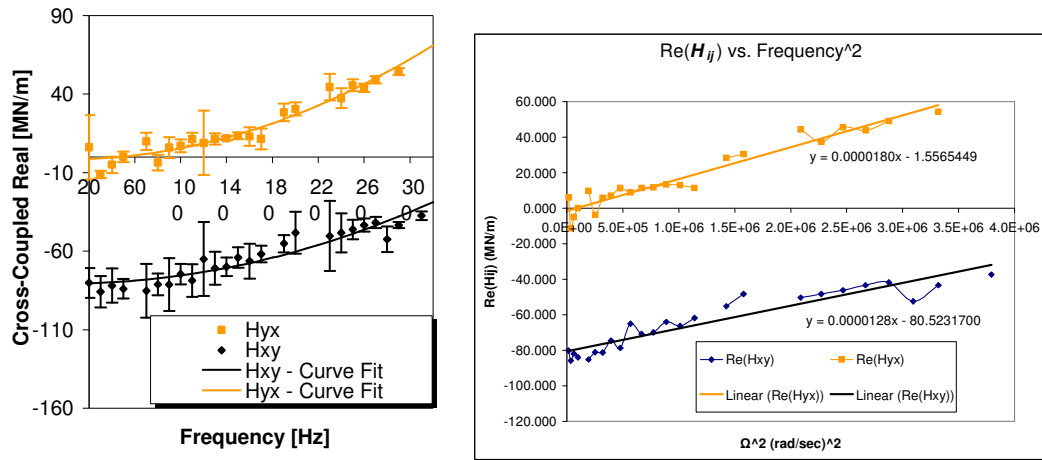 90
40
-10
-60
-110
-160
20 10 14 18 22 26 30
0 0 0 0 0 0
Cross-Coupled Real [MN/m]
Hyx
Hxy
Hxy - Curve Fit
Hyx - Curve Fit
Frequency [Hz]
Re(Hij) vs. Frequency^2
60.000
40.000
20.000
0.000
-20.000
-40.000
-60.000
-80.000
-100.000
-120.000
0.0E+00 5.0E+05 1.0E+06 1.5E+06 2.0E+06 2.5E+06 3.0E+06 3.5E+06 4.0E+06
Re(Hij) (MN/m)
y = 0.0000180x - 1.5565449
y = 0.0000128x - 80.5231700
Re(Hxy) Re(Hyx)
Linear (Re(Hyx)) Linear (Re(Hxy))
Ω^2 (rad/sec)^2